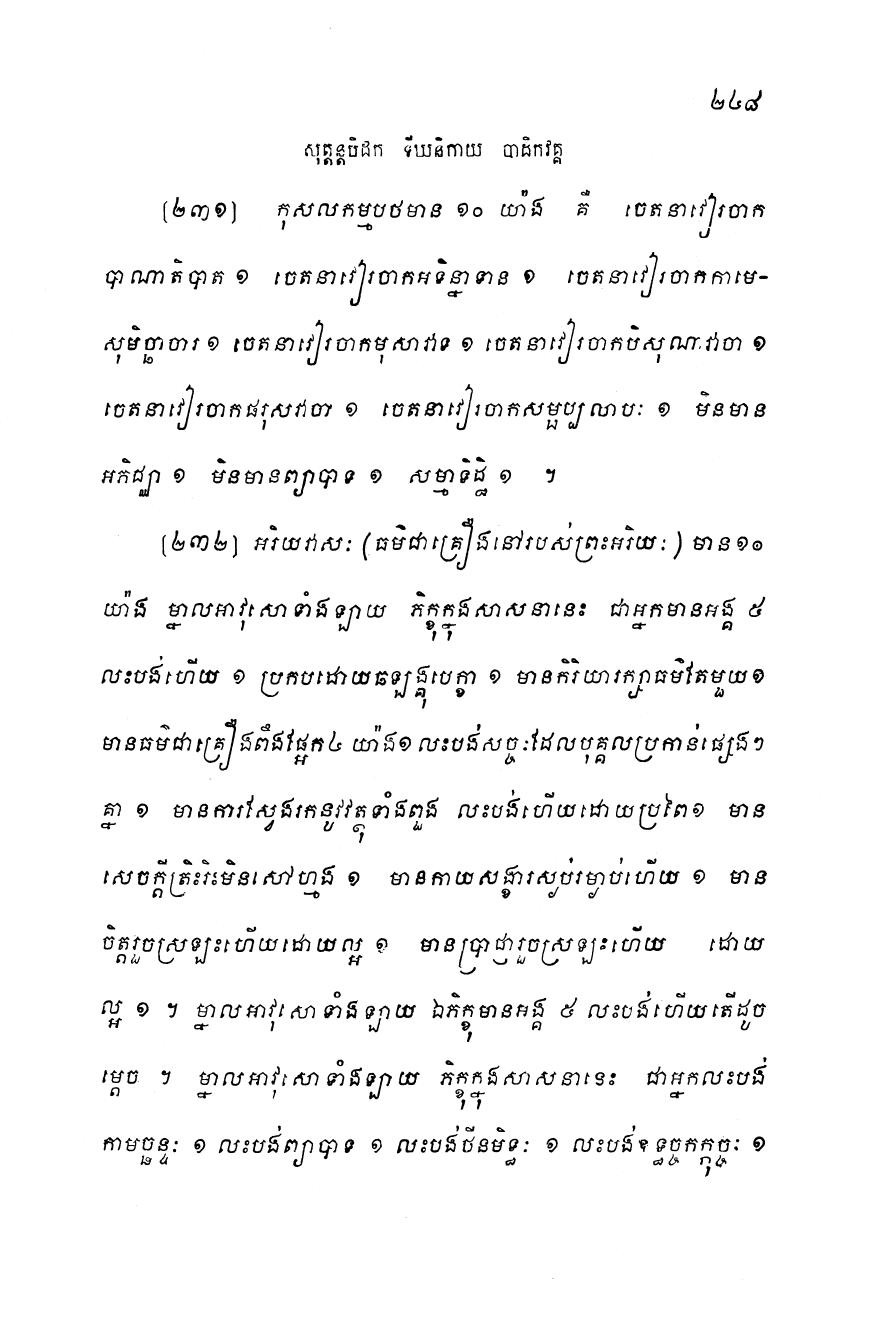 ២៤៨
សុត្តន្តបិដក ទីឃនិកាយ បាដិកវគ្គ
(២៣១) កុសលកម្មបថមាន ១០ យ៉ាង គឺ ចេតនាវៀរចាក
បាណាតិបាត ១ ចេតនាវៀរចាកអទិន្នាទាន ១ ចេតនាវៀរចាកកាមេ-
សុមិច្ឆាចារ ១ ចេតនាវៀរចាកមុសាវាទ ១ ចេតនាវៀរចាកបិសុណាវាចា ១
ចេតនាវៀរចាកផរុសវាចា ១ ចេតនាវៀរចាកសម្ផប្បលាបៈ ១ មិនមាន
អភិជ្ឈា ១ មិនមានព្យាបាទ ១ សម្មាទិដ្ឋិ ១ ។
(២៣២) អរិយវាសៈ (ធម៌ជាគ្រឿងនៅរបស់ព្រះអរិយៈ) មាន១០
យ៉ាង ម្នាលអាវុសោទាំងឡាយ ភិក្ខុក្នុងសាសនានេះ ជាអ្នកមានអង្គ ៥
លះបង់ហើយ ១ ប្រកបដោយឆឡង្គុបេក្ខា ១ មានកិរិយារក្សាធម៌តែមួយ១
មានធម៌ជាគ្រឿងពឹងផ្អែក៤ យ៉ាង១ លះបង់សច្ចៈដែលបុគ្គលប្រកាន់ផ្សេងៗ
គ្នា ១ មានការស្វែងរកនូវវត្ថុទាំងពួង លះបង់ហើយដោយប្រពៃ១ មាន
សេចក្តីត្រិះរិះមិនសៅហ្មង ១ មានកាយសង្ខារស្ងប់រម្ងាប់ហើយ ១ មាន
ចិត្តរួចស្រឡះហើយដោយល្អ ១ មានប្រាជ្ញារួចស្រឡះហើយ ដោយ
ល្អ ១ ។ ម្នាលអាវុសោទាំងឡាយ ឯភិក្ខុមានអង្គ ៥ លះបង់ហើយតើដូច
ម្តេច ។ ម្នាលអាវុសោទាំងឡាយ ភិក្ខុក្នុងសាសនានេះ ជាអ្នកលះបង់
កាមច្ឆន្ទៈ ១ លះបង់ព្យាបាទ ១ លះបង់ថីនមិទ្ធៈ ១ លះបង់ឧទ្ធច្ចកុក្កុច្ចៈ ១